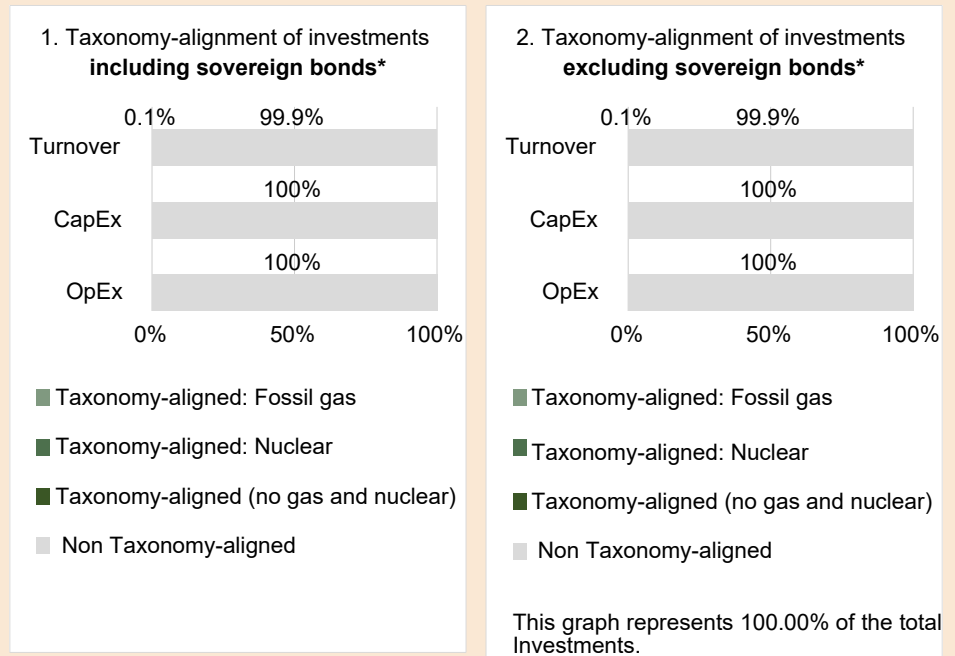 1. Taxonomy-alignment of investments
including sovereign bonds*
0.1% 99.9%
Turnover
100%
CapEx
100%
OpEx
0% 50% 100%
Taxonomy-aligned: Fossil gas
Taxonomy-aligned: Nuclear
Taxonomy-aligned (no gas and nuclear)
Non Taxonomy-aligned
2. Taxonomy-alignment of investments
excluding sovereign bonds*
0.1% 99.9%
Turnover
100%
CapEx
100%
OpEx
0% 50% 100%
Taxonomy-aligned: Fossil gas
Taxonomy-aligned: Nuclear
Taxonomy-aligned (no gas and nuclear)
Non Taxonomy-aligned
This graph represents 100.00% of the total
Investments.